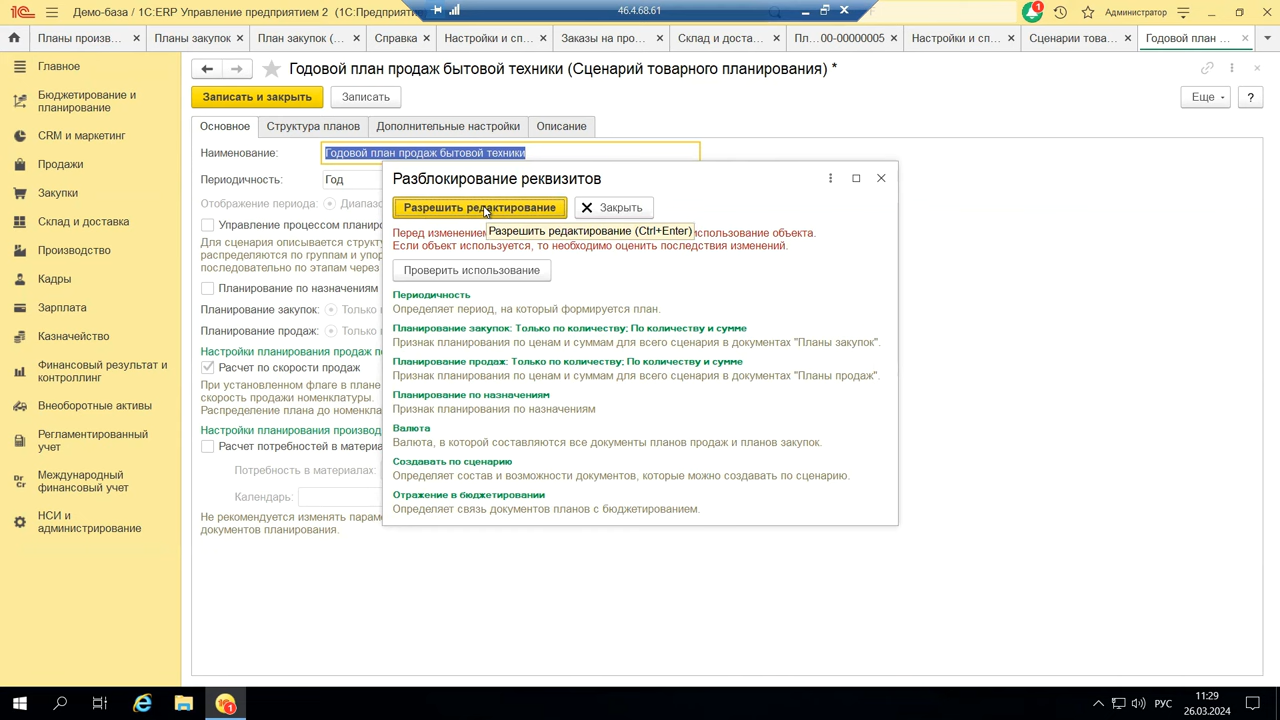 Демо-база / 1C:ERP Управление предприятием 2 (1С:Предприяти
46.4.68.61
1
Администратор
Планы произв...
Планы закупок
План закупок (...
Справка
Настройки и сп...
Заказы на про...
Склад и доста...
Пл...00-00000005
Настройки и сп...
Сценарии това...
Годовой план ...
Главное
Бюджетирование и
планирование
CRM и маркетинг
Продажи
Закупки
Склад и доставка
Производство
Кадры
Зарплата
Казначейство
Финансовый результат и
контроллинг
Внеоборотные активы
Регламентированный
учет
Международный
финансовый учет
НСИ и
администрирование
Годовой план продаж бытовой техники (Сценарий товарного планирования) *
Записать и закрыть
Записать
Еще
?
Основное
Структура планов
Дополнительные настройки
Описание
Наименование:
Годовой план продаж бытовой техники
Периодичность:
Год
Отображение периода:
Диапазо
Управление процессом планиро
Для сценария описывается структу
распределяются по группам и упор
последовательно по этапам через
Планирование по назначениям
Планирование закупок:
Только п
Планирование продаж:
Только п
Настройки планирования продаж по
Расчет по скорости продаж
При установленном флаге в плане
скорость продажи номенклатуры.
Распределение плана до номенкла
Настройки планирования производ
Расчет потребностей в материа
Потребность в материалах:
Календарь:
Не рекомендуется изменять парам
документов планирования.
Разблокирование реквизитов
Разрешить редактирование
Закрыть
Разрешить редактирование (Ctrl+Enter)
Перед изменением
использование объекта.
Если объект используется, то необходимо оценить последствия изменений.
Проверить использование
Периодичность
Определяет период, на который формируется план.
Планирование закупок: Только по количеству; По количеству и сумме
Признак планирования по ценам и суммам для всего сценария в документах "Планы закупок".
Планирование продаж: Только по количеству; По количеству и сумме
Признак планирования по ценам и суммам для всего сценария в документах "Планы продаж".
Планирование по назначениям
Признак планирования по назначениям
Валюта
Валюта, в которой составляются все документы планов продаж и планов закупок.
Создавать по сценарию
Определяет состав и возможности документов, которые можно создавать по сценарию.
Отражение в бюджетировании
Определяет связь документов планов с бюджетированием.
РУС
11:29
26.03.2024